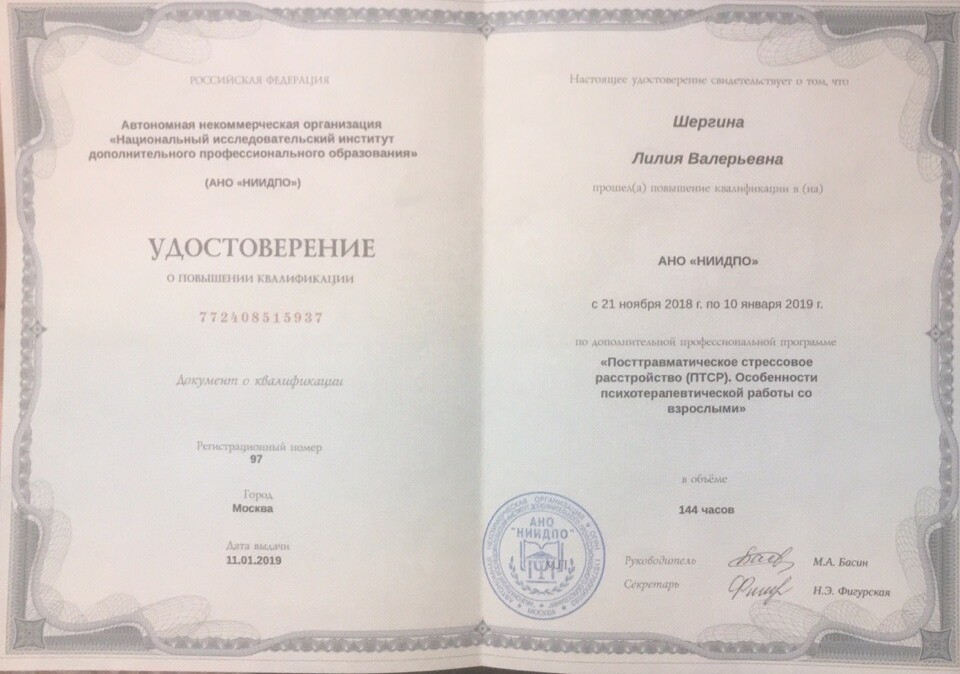 РОССИЙСКАЯ ФЕДЕРАЦИЯ
Автономная некоммерческая организация
«Национальный исследовательский институт
дополнительного профессионального образования»
(АНО «НИИДПО»)
УДОСТОВЕРЕНИЕ
О ПОВЫШЕНИИ КВАЛИФИКАЦИИ
772408515937
Документ о квалификации
Регистрационный номер
97
Город
Москва
Дата выдачи
11.01.2019
Настоящее удостоверение свидетельствует о том, что
Шергина
Лилия Валерьевна
прошел(а) повышение квалификации в (на)
АНО «НИИДПО»
с 21 ноября 2018 г. по 10 января 2019 г.
по дополнительной профессиональной программе
«Посттравматическое стрессовое
расстройство (ПТСР). Особенности
психотерапевтической работы со
взрослыми»
в объёме
144 часов
АНО
"НИИДПО"
М.П.
МОСКВА
Руководитель
М.А. Басин
Секретарь
Н.Э. Фигурская